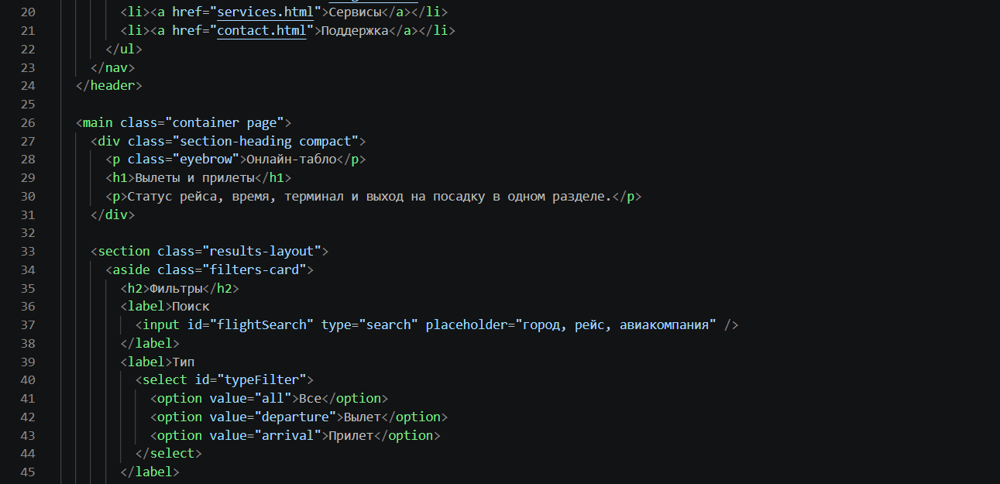 20 <li><a href="services.html">Сервисы</a></li>
21 <li><a href="contact.html">Поддержка</a></li>
22 </ul>
23 </nav>
24 </header>
25
26 <main class="container page">
27 <div class="section-heading compact">
28 <p class="eyebrow">Онлайн-табло</p>
29 <h1>Вылеты и прилеты</h1>
30 <p>Статус рейса, время, терминал и выход на посадку в одном разделе.</p>
31 </div>
32
33 <section class="results-layout">
34 <aside class="filters-card">
35 <h2>Фильтры</h2>
36 <label>Поиск
37 <input id="flightSearch" type="search" placeholder="город, рейс, авиакомпания" />
38 </label>
39 <label>Тип
40 <select id="typeFilter">
41 <option value="all">Все</option>
42 <option value="departure">Вылет</option>
43 <option value="arrival">Прилет</option>
44 </select>
45 </label>